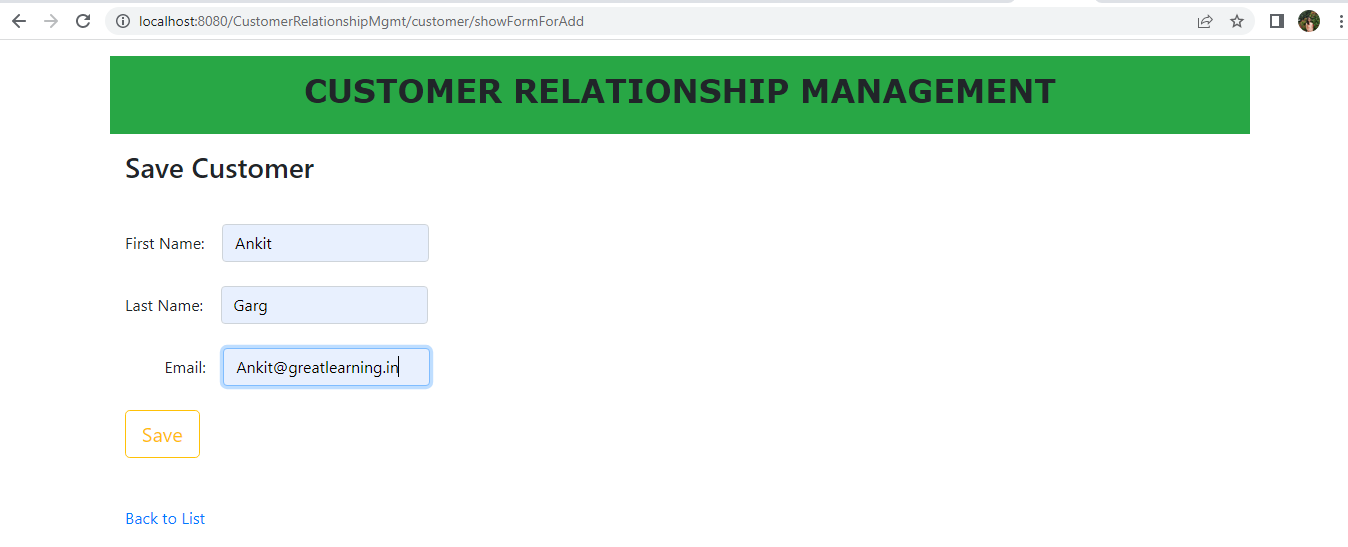 localhost:8080/CustomerRelationshipMgmt/customer/showFormForAdd
CUSTOMER RELATIONSHIP MANAGEMENT
Save Customer
First Name: Ankit
Last Name: Garg
Email: Ankit@greatlearning.in
Save
Back to List